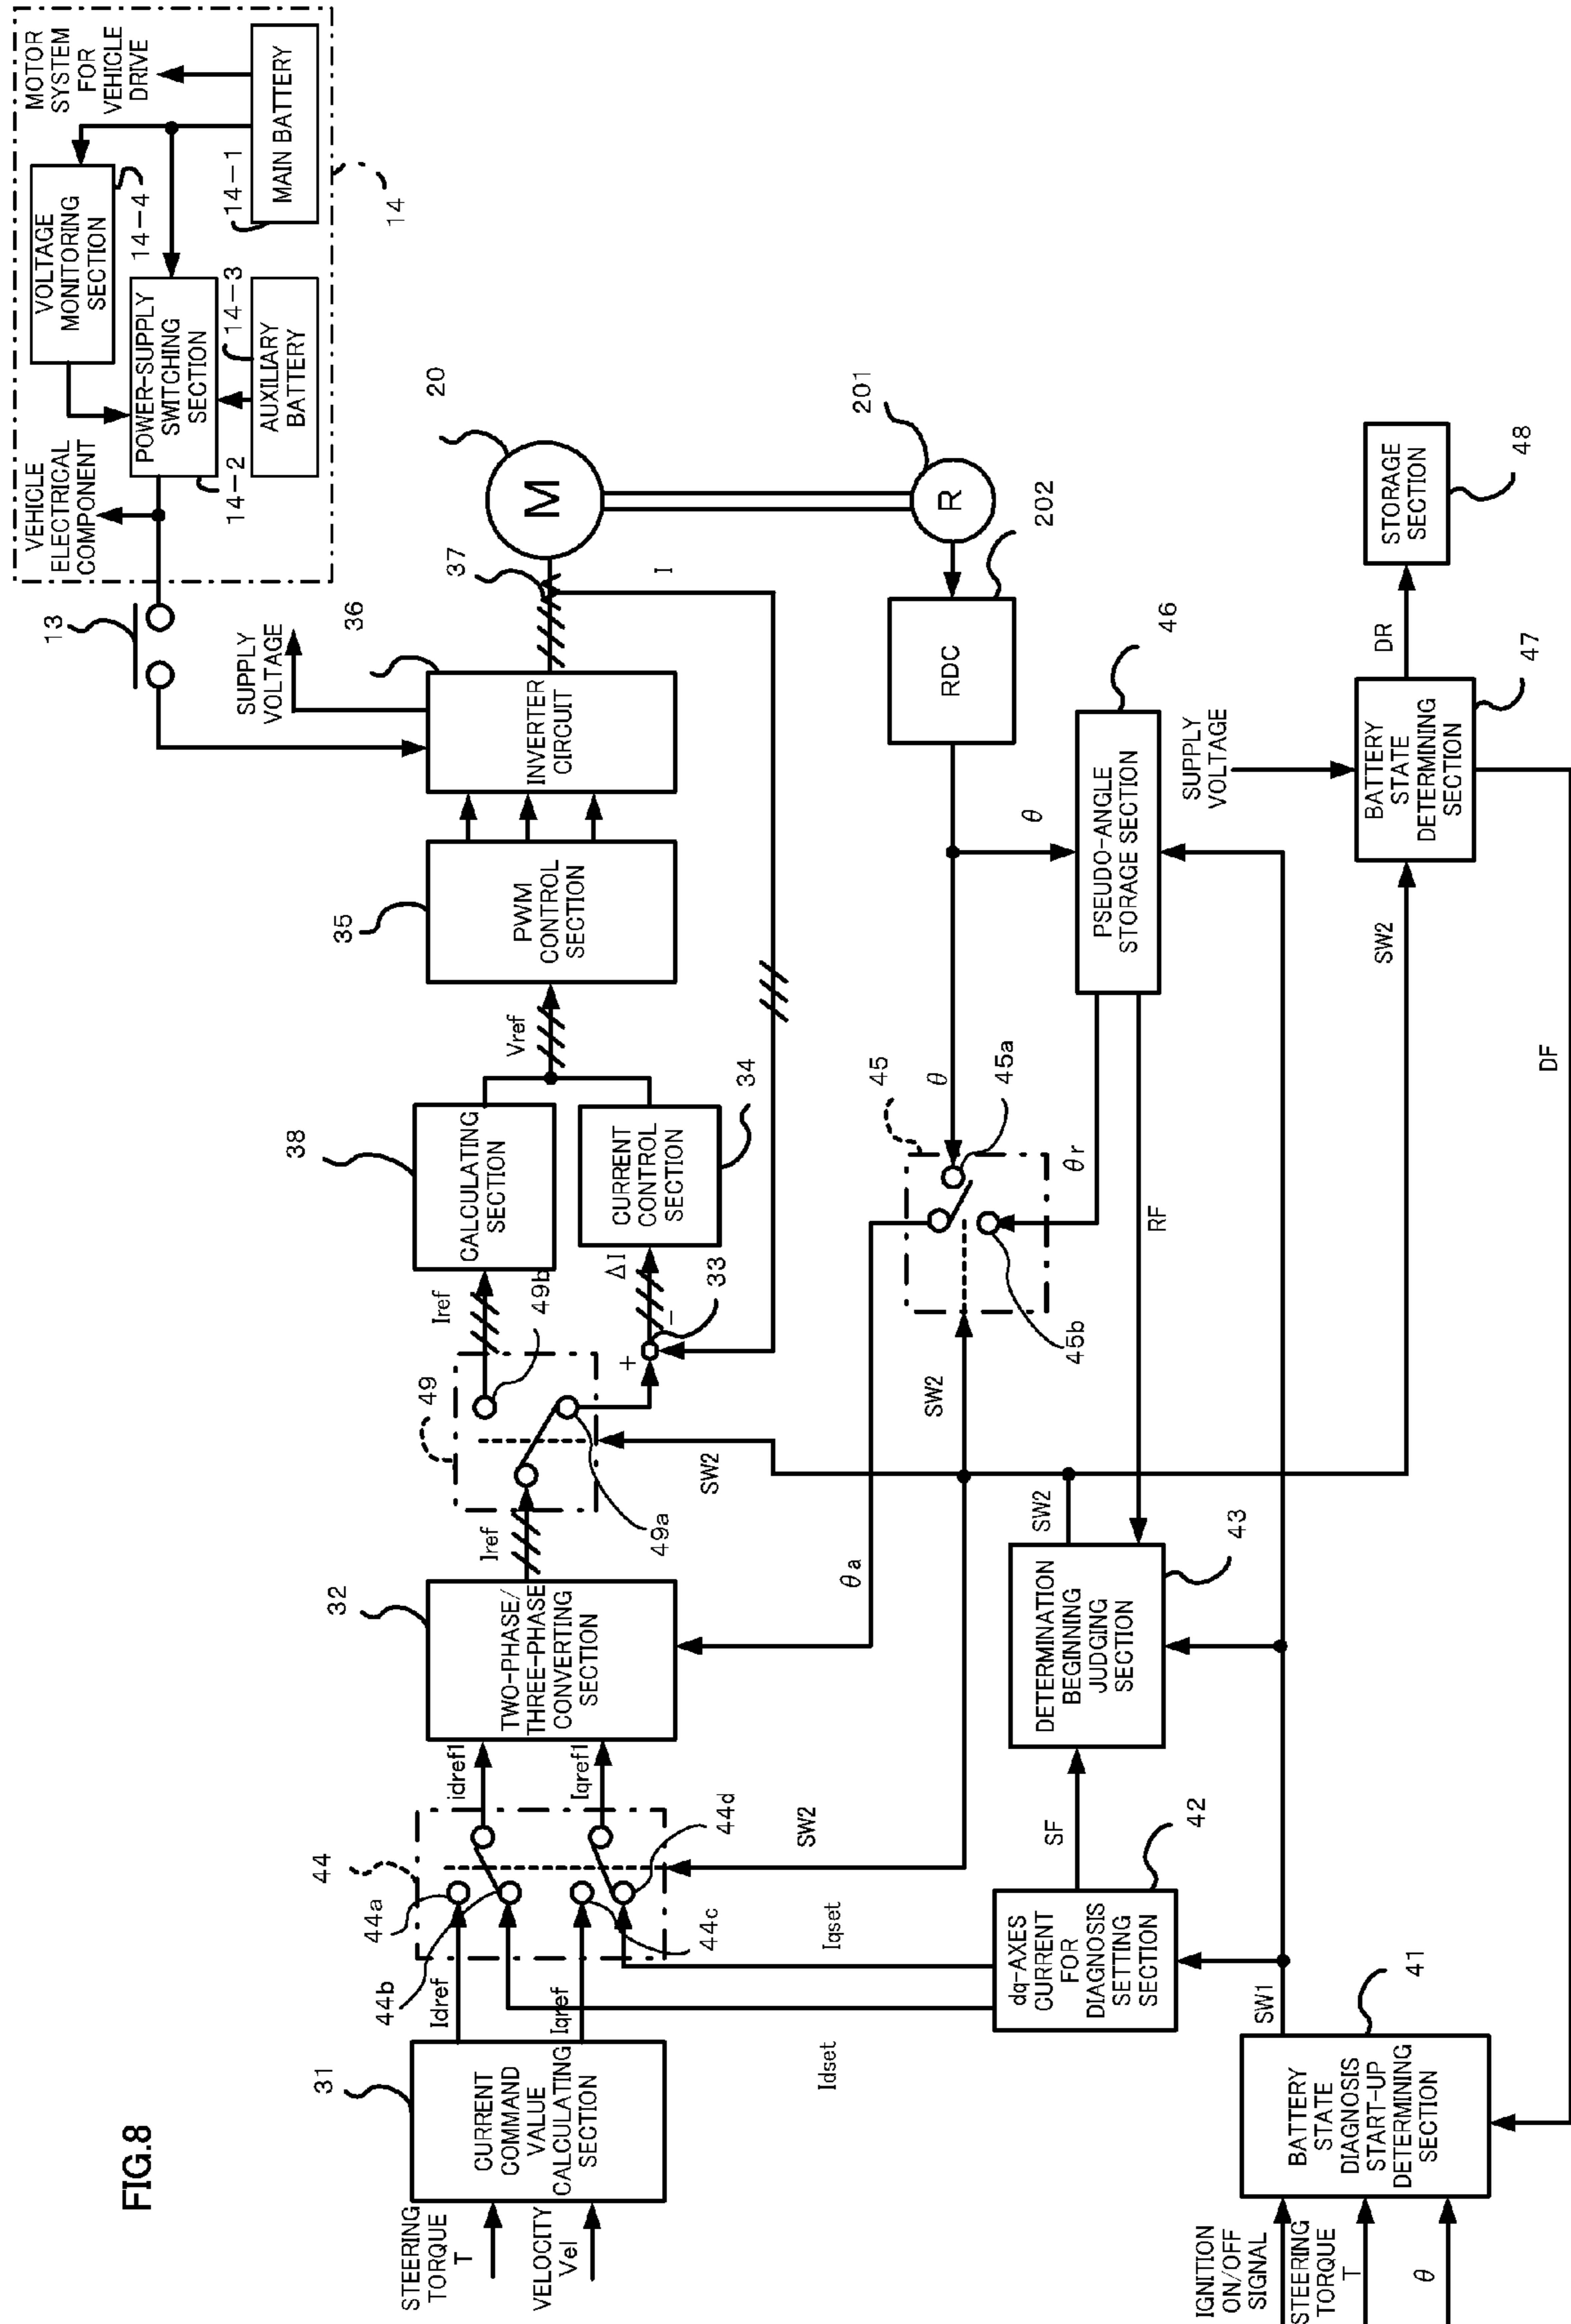 FIG.8
STEERING
TORQUE
T
VELOCITY
Vel
31
CURRENT
COMMAND
VALUE
CALCULATING
SECTION
Idref
Iqref
44
44a
44b
44c
44d
idref1
Iqref1
SW2
Idset
Iqset
32
TWO-PHASE/
THREE-PHASE
CONVERTING
SECTION
Iref
θa
49
49a
49b
SW2
Iref
+
-
33
ΔI
38
CALCULATING
SECTION
CURRENT
CONTROL
SECTION
34
Vref
35
PWM
CONTROL
SECTION
36
INVERTER
CIRCUIT
SUPPLY
VOLTAGE
37
I
M
20
13
VEHICLE
ELECTRICAL
COMPONENT
14-2
POWER-SUPPLY
SWITCHING
SECTION
14-3
AUXILIARY
BATTERY
VOLTAGE
MONITORING
SECTION
14-4
14-1
MAIN BATTERY
MOTOR
SYSTEM
FOR
VEHICLE
DRIVE
14
R
201
202
RDC
θ
θ
45
45a
45b
SW2
θr
RF
46
PSEUDO-ANGLE
STORAGE SECTION
dq-AXES
CURRENT
FOR
DIAGNOSIS
SETTING
SECTION
42
SF
DETERMINATION
BEGINNING
JUDGING
SECTION
43
SW2
IGNITION
ON/OFF
SIGNAL
STEERING
TORQUE
T
θ
BATTERY
STATE
DIAGNOSIS
START-UP
DETERMINING
SECTION
41
SW1
SW2
SUPPLY
VOLTAGE
BATTERY
STATE
DETERMINING
SECTION
47
DF
DR
STORAGE
SECTION
48